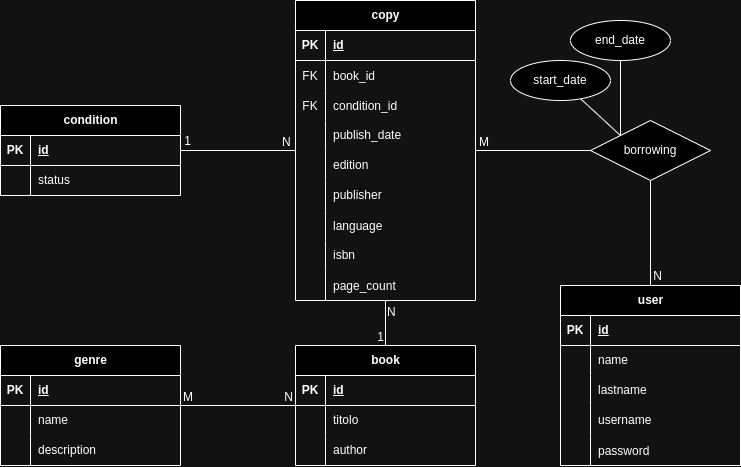 copy
PK id
FK book_id
FK condition_id
publish_date
edition
publisher
language
isbn
page_count
end_date
start_date
borrowing
condition
PK id
status
1 N
M
N
N
1
user
PK id
name
lastname
username
password
genre
PK id
name
description
M N
book
PK id
titolo
author